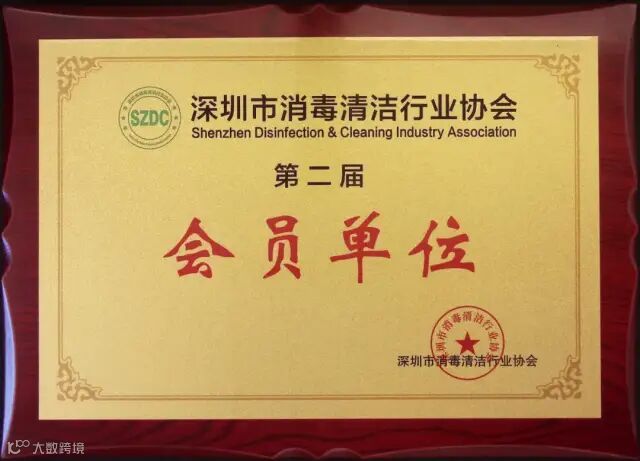 SZDC
深圳市消毒清洁行业协会
Shenzhen Disinfection & Cleaning Industry Association
第二届
会员单位
深圳市消毒清洁行业协会
深圳市消毒清洁行业协会
大数跨境